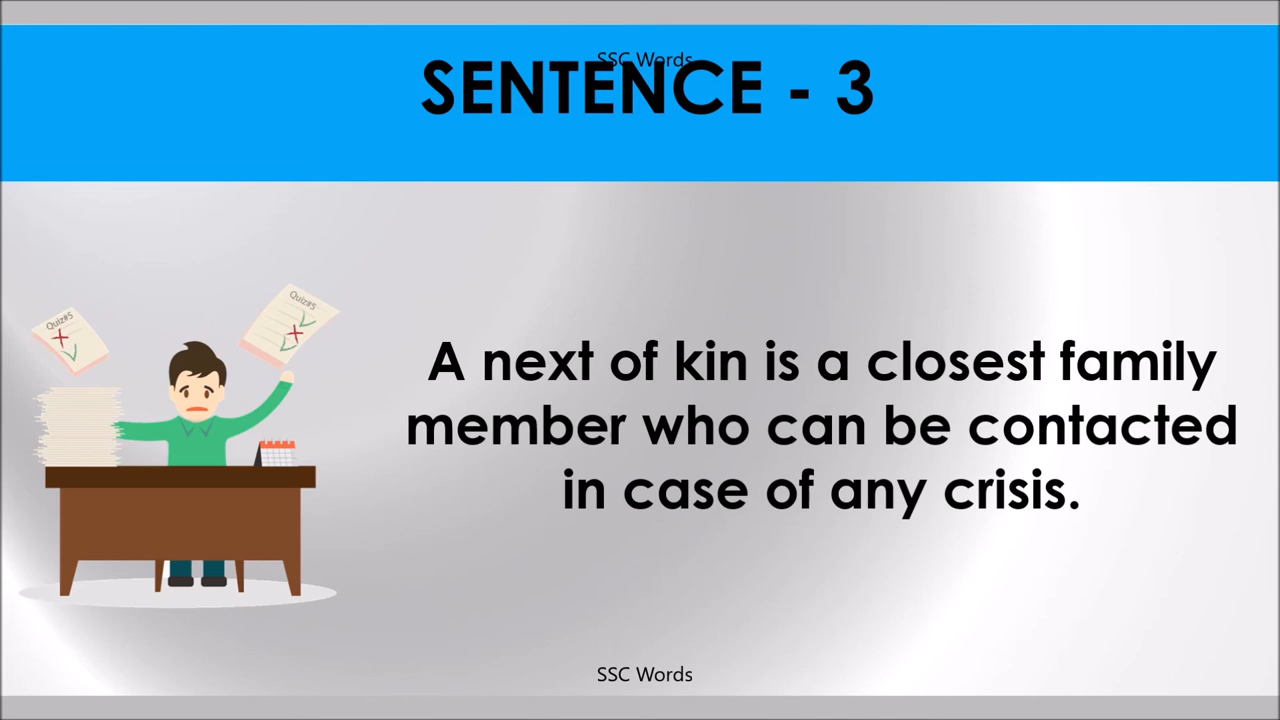 SSC Words
SENTENCE - 3
Quiz#5
Quiz#5
A next of kin is a closest family
member who can be contacted
in case of any crisis.
SSC Words